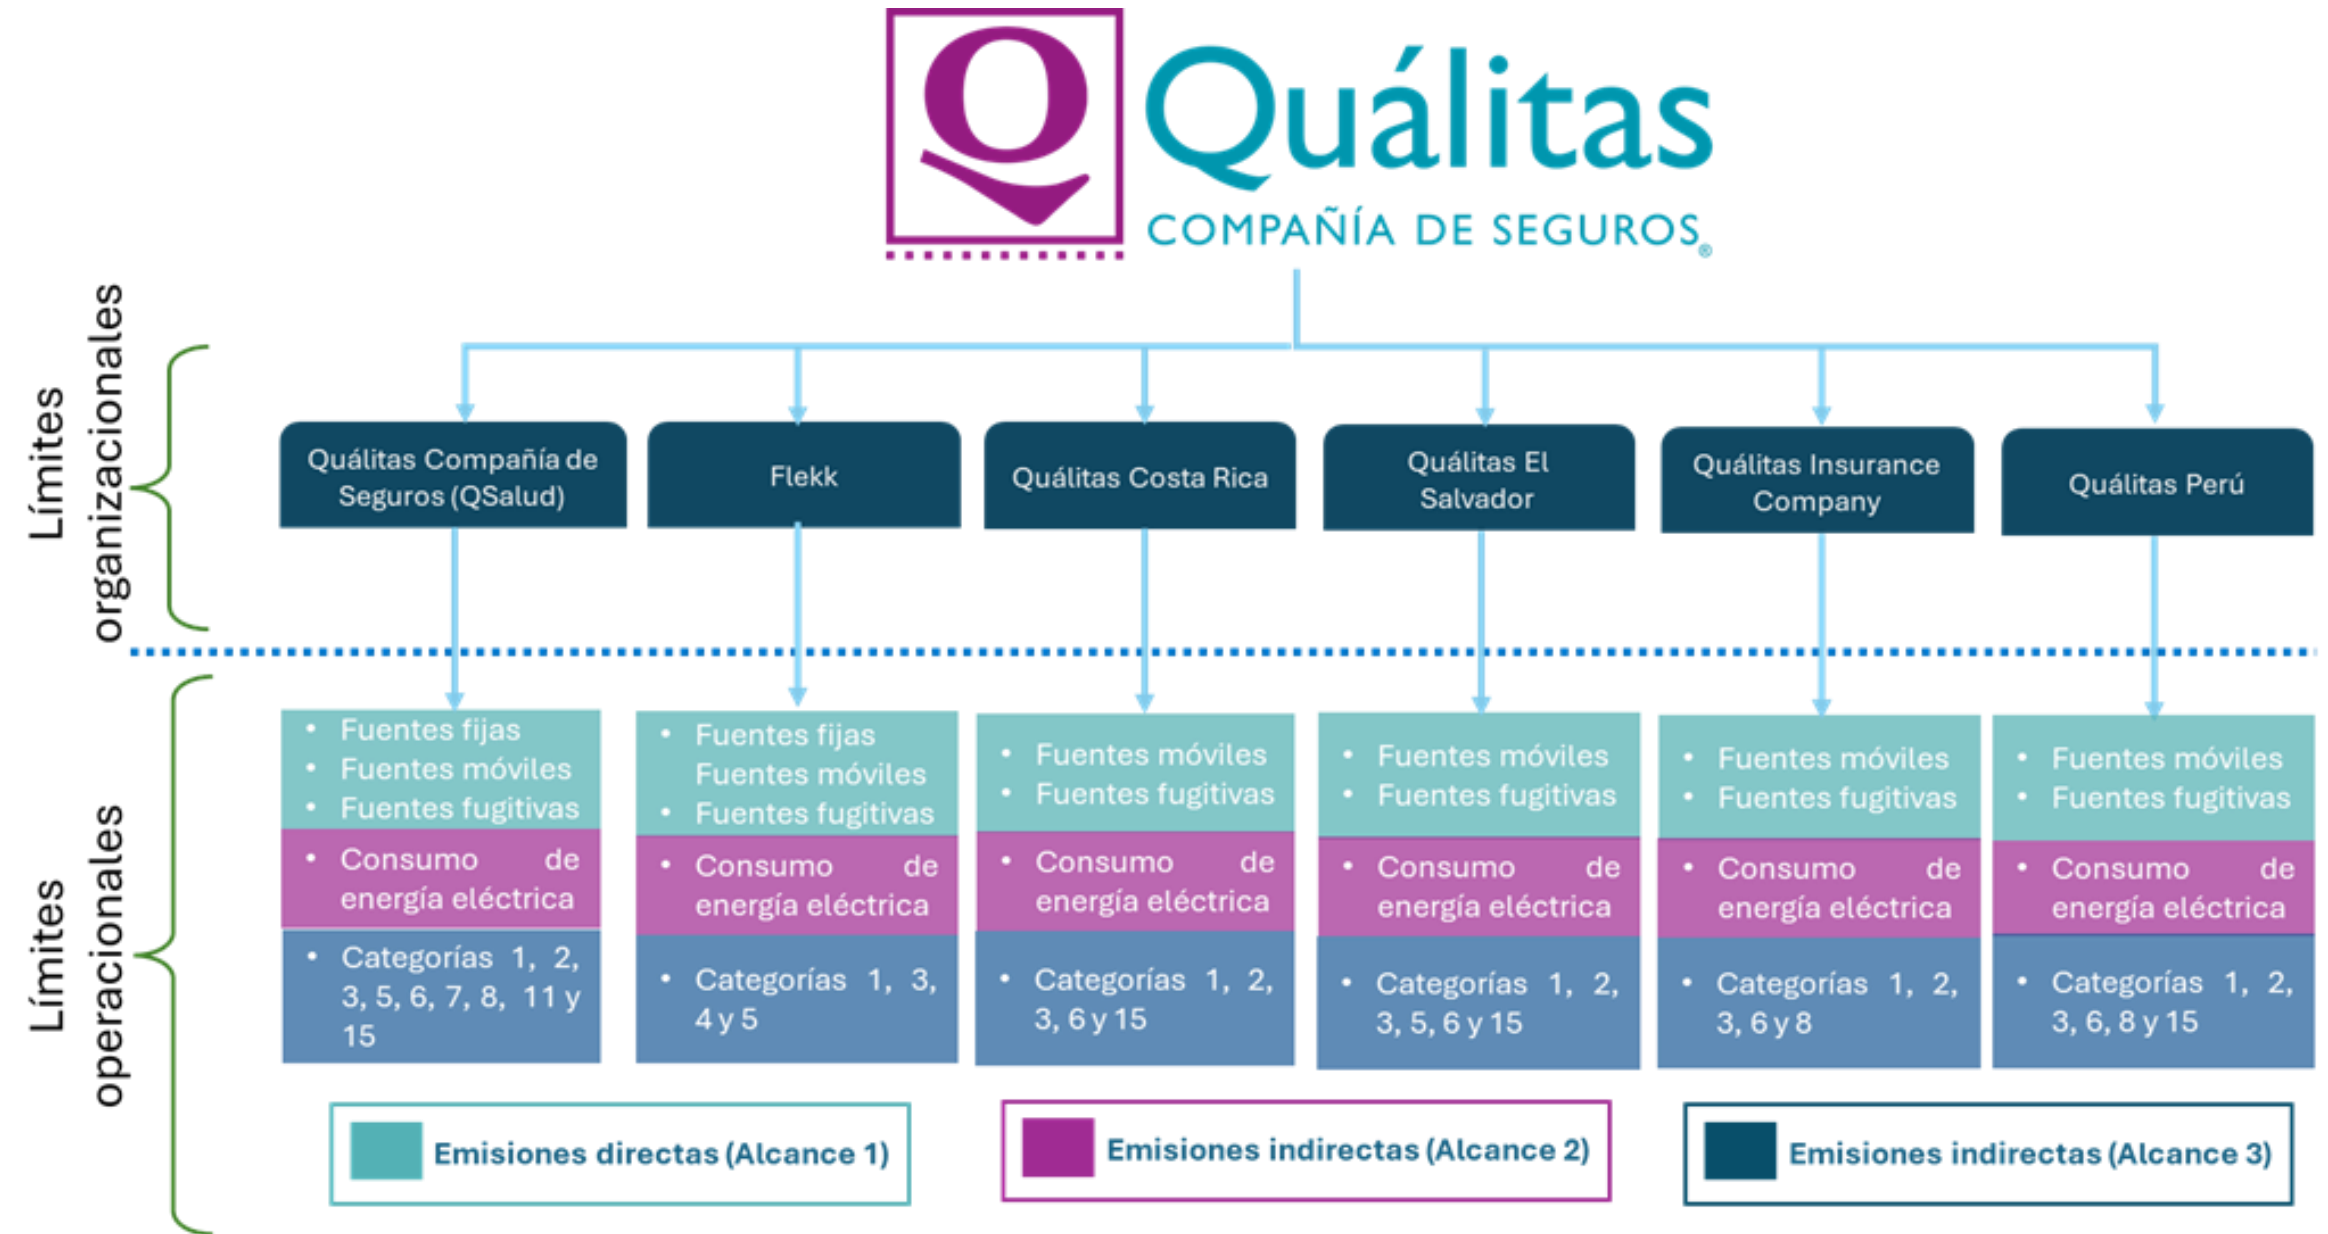 Q Quálitas
COMPAÑÍA DE SEGUROS®
Límites
organizacionales
Quálitas Compañía de
Seguros (QSalud)
Flekk
Quálitas Costa Rica
Quálitas El
Salvador
Quálitas Insurance
Company
Quálitas Perú
Límites
operacionales
• Fuentes fijas
• Fuentes móviles
• Fuentes fugitivas
• Consumo de
energía eléctrica
• Categorías 1, 2,
3, 5, 6, 7, 8, 11 y
15
• Fuentes fijas
Fuentes móviles
• Fuentes fugitivas
• Consumo de
energía eléctrica
• Categorías 1, 3,
4 y 5
• Fuentes móviles
• Fuentes fugitivas
• Consumo de
energía eléctrica
• Categorías 1, 2,
3, 6 y 15
• Fuentes móviles
• Fuentes fugitivas
• Consumo de
energía eléctrica
• Categorías 1, 2,
3, 5, 6 y 15
• Fuentes móviles
• Fuentes fugitivas
• Consumo de
energía eléctrica
• Categorías 1, 2,
3, 6 y 8
• Fuentes móviles
• Fuentes fugitivas
• Consumo de
energía eléctrica
• Categorías 1, 2,
3, 6, 8 y 15
Emisiones directas (Alcance 1)
Emisiones indirectas (Alcance 2)
Emisiones indirectas (Alcance 3)